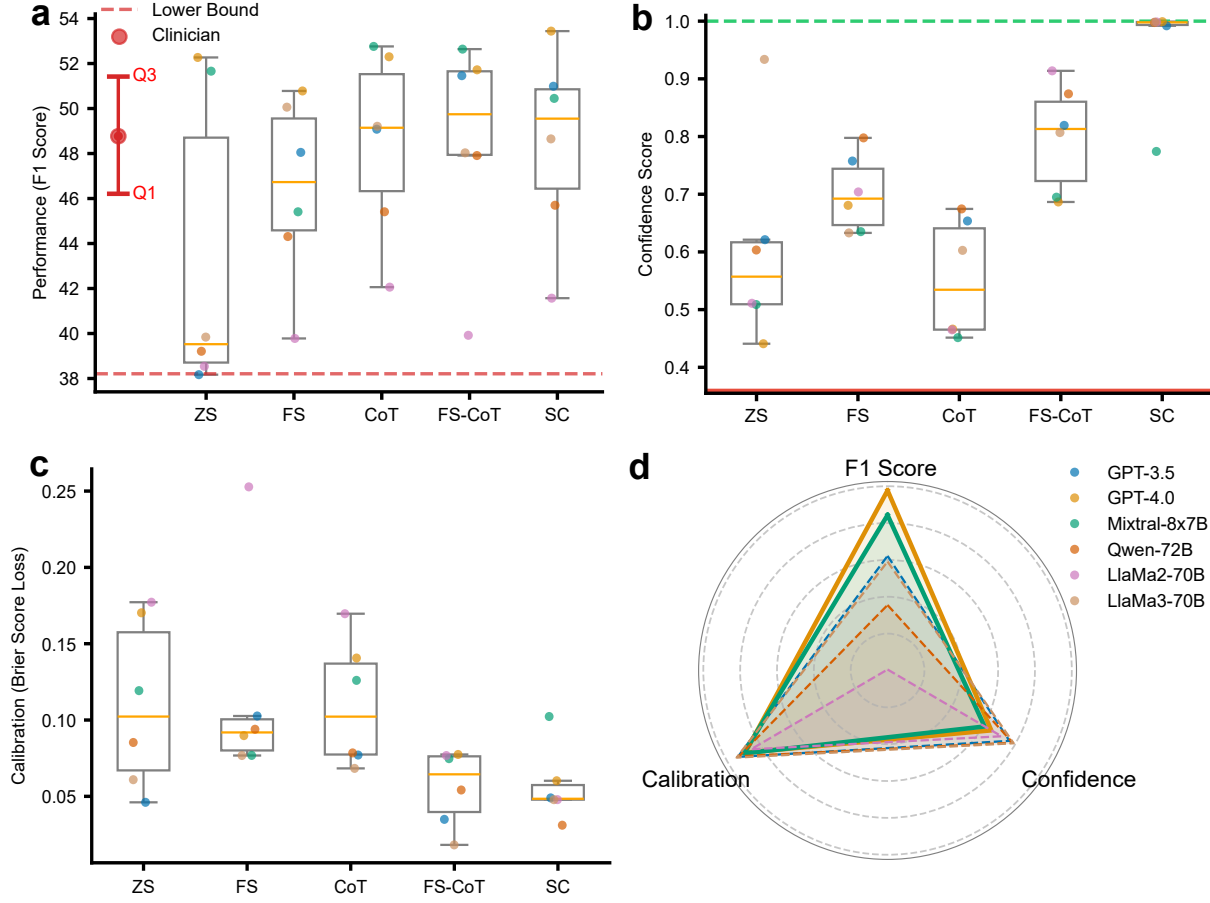 a
Lower Bound
Clinician
Q3
Q1
Performance (F1 Score)
54
52
50
48
46
44
42
40
38
ZS
FS
CoT
FS-CoT
SC
b
Confidence Score
1.0
0.9
0.8
0.7
0.6
0.5
0.4
ZS
FS
CoT
FS-CoT
SC
c
Calibration (Brier Score Loss)
0.25
0.20
0.15
0.10
0.05
ZS
FS
CoT
FS-CoT
SC
d
F1 Score
Calibration
Confidence
GPT-3.5
GPT-4.0
Mixtral-8x7B
Qwen-72B
LlaMa2-70B
LlaMa3-70B